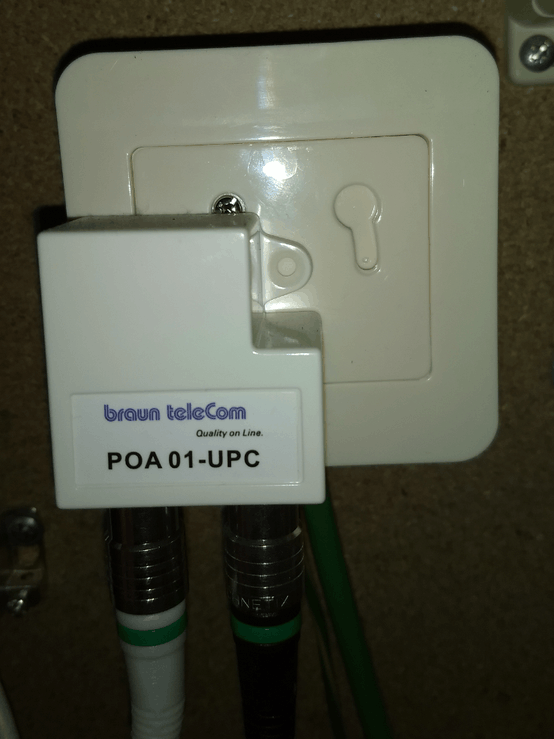 braun teleCom
Quality on Line.
POA 01-UPC